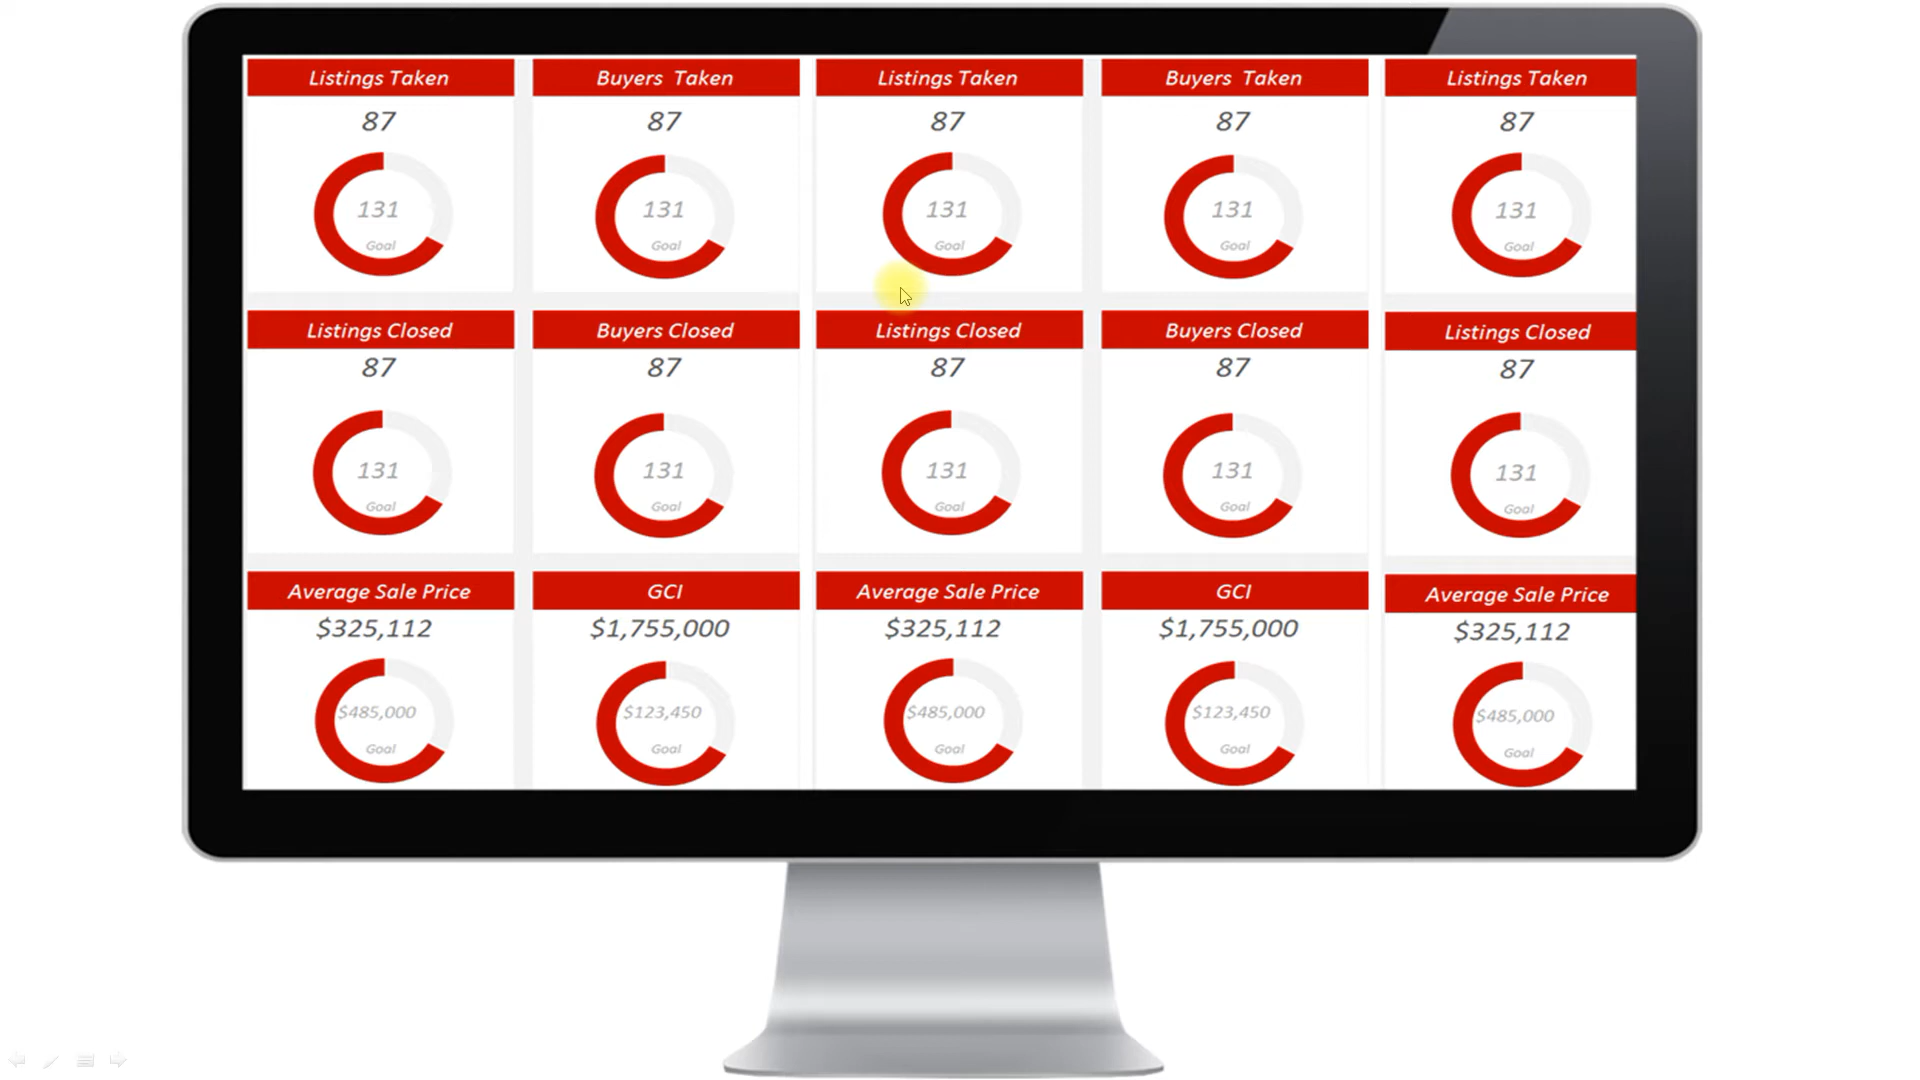 Listings Taken
Buyers Taken
Listings Taken
Buyers Taken
Listings Taken
87
87
87
87
87
131
131
131
131
131
Goal
Goal
Goal
Goal
Goal
Listings Closed
Buyers Closed
Listings Closed
Buyers Closed
Listings Closed
87
87
87
87
87
131
131
131
131
131
Goal
Goal
Goal
Goal
Goal
Average Sale Price
GCI
Average Sale Price
GCI
Average Sale Price
$325,112
$1,755,000
$325,112
$1,755,000
$325,112
$485,000
$123,450
$485,000
$123,450
$485,000
Goal
Goal
Goal
Goal
Goal